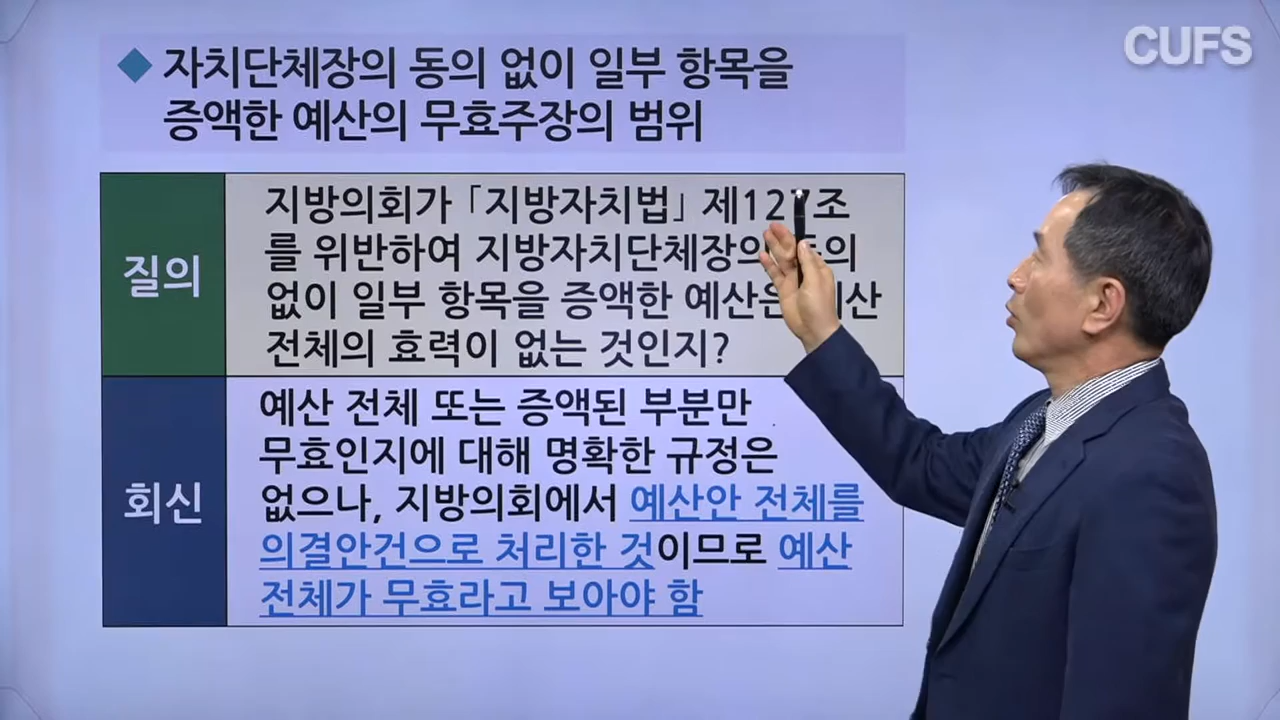 CUFS
자치단체장의 동의 없이 일부 항목을
증액한 예산의 무효주장의 범위
질의
지방의회가 「지방자치법」 제127조
를 위반하여 지방자치단체장의 동의
없이 일부 항목을 증액한 예산은
전체의 효력이 없는 것인지?
회신
예산 전체 또는 증액된 부분만
무효인지에 대해 명확한 규정은
없으나, 지방의회에서 예산안 전체를
의결안건으로 처리한 것이므로 예산
전체가 무효라고 보아야 함